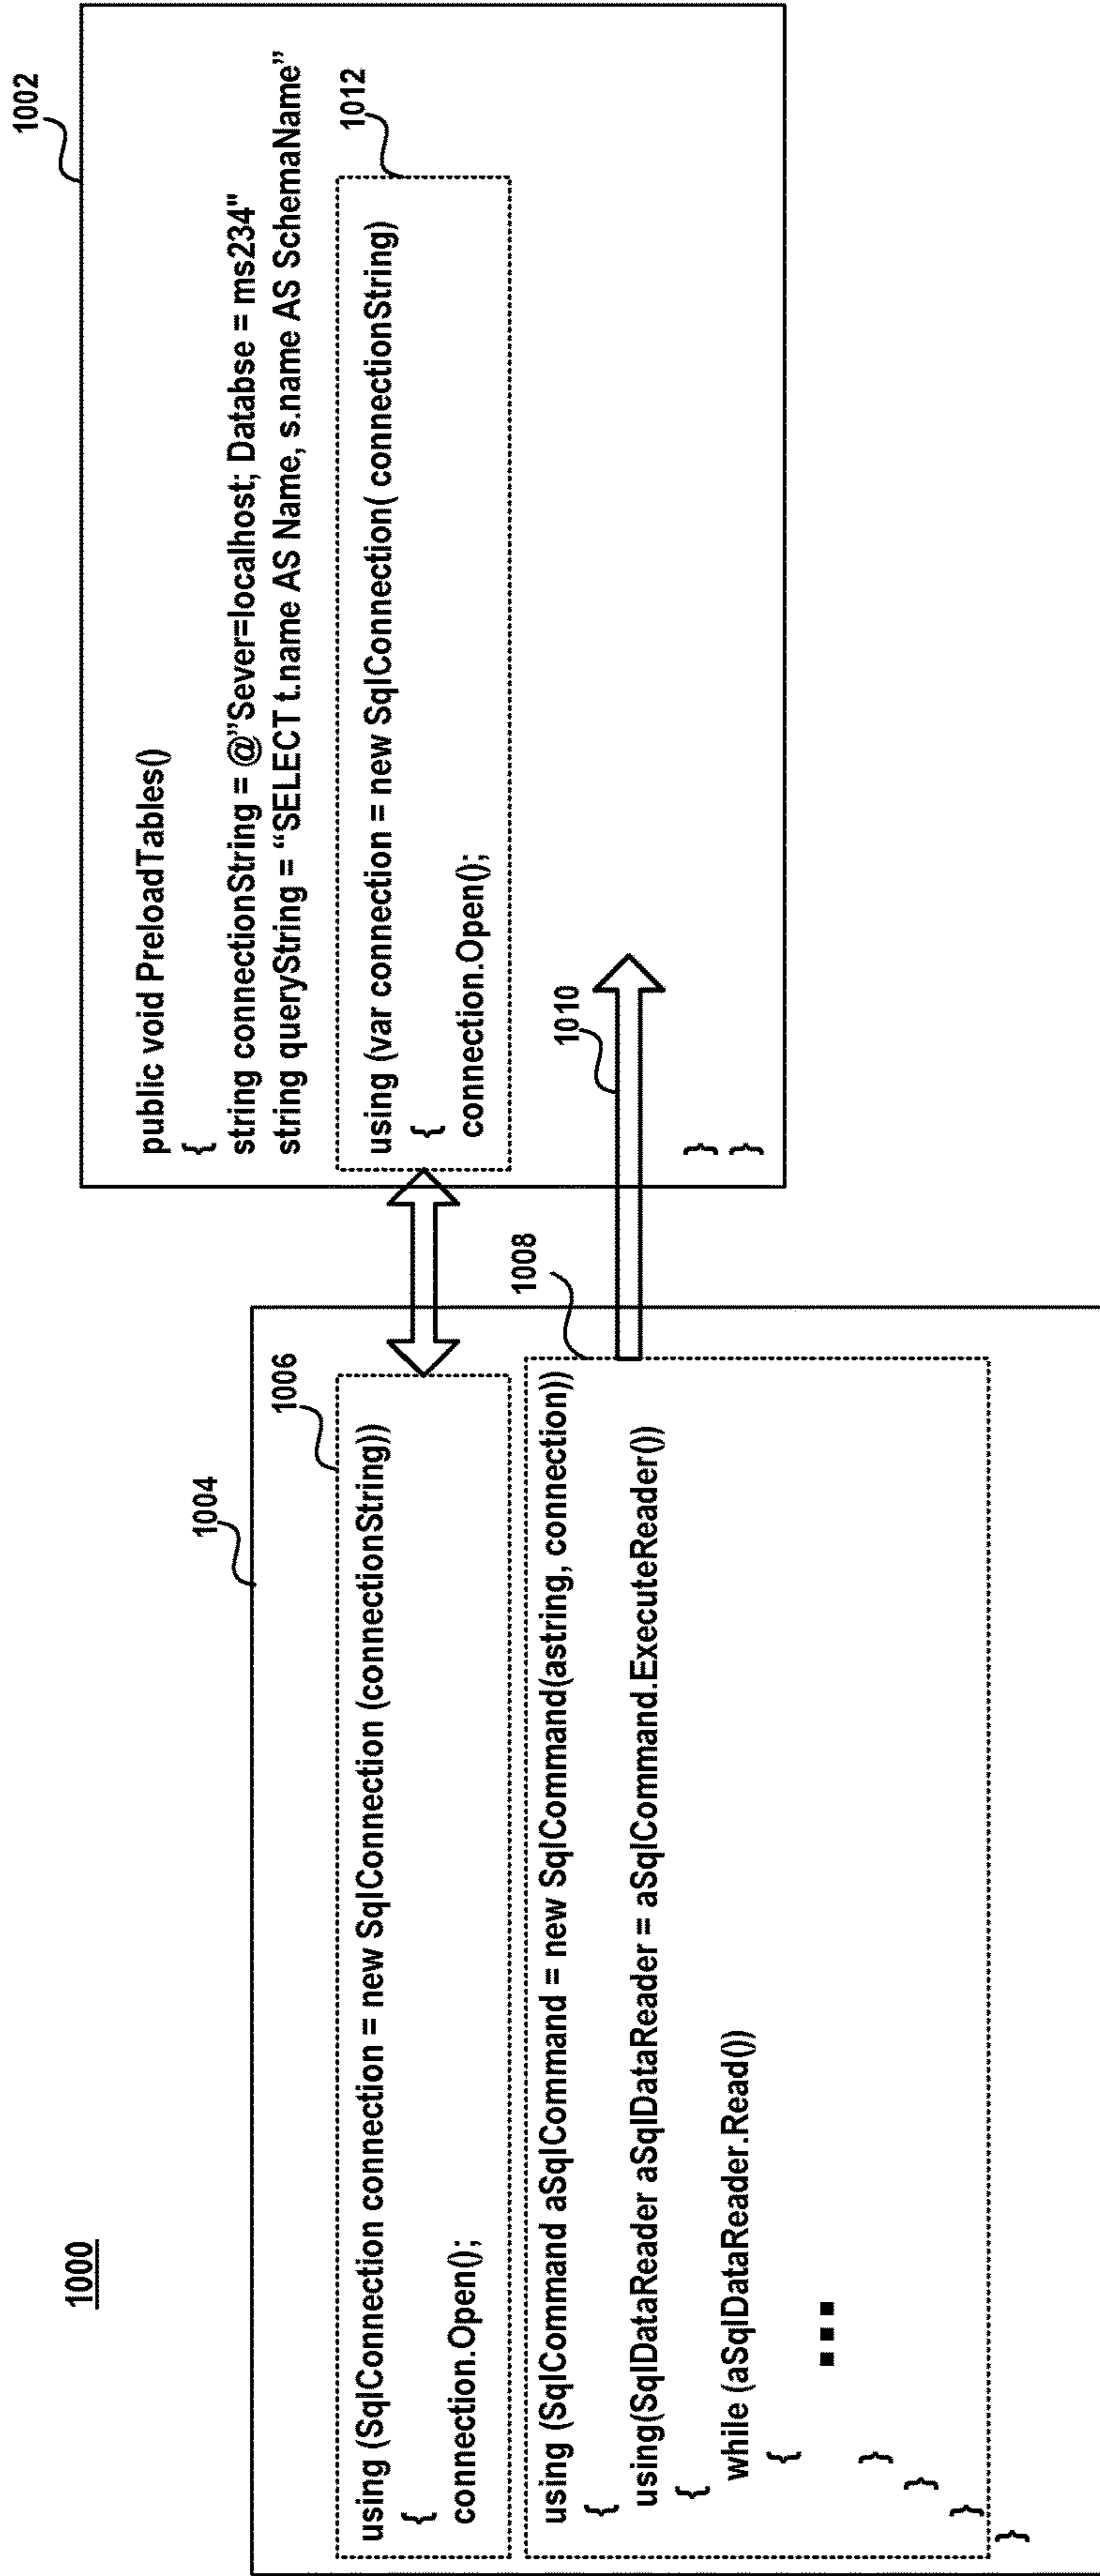 1000
1004
1006
using (SqlConnection connection = new SqlConnection (connectionString))
{
connection.Open();
1008
using (SqlCommand aSqlCommand = new SqlCommand(astring, connection))
{
using(SqlDataReader aSqlDataReader = aSqlCommand.ExecuteReader())
{
while (aSqlDataReader.Read())
{
...
}
}
}
}
1002
public void PreloadTables()
{
string connectionString = @”Sever=localhost; Databse = ms234"
string queryString = “SELECT t.name AS Name, s.name AS SchemaName”
1012
using (var connection = new SqlConnection( connectionString)
{
connection.Open();
1010
}
}